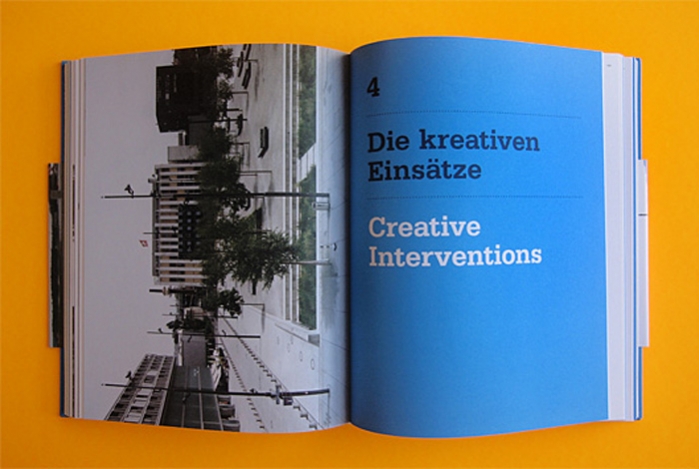 4
Die kreativen
Einsätze
Creative
Interventions